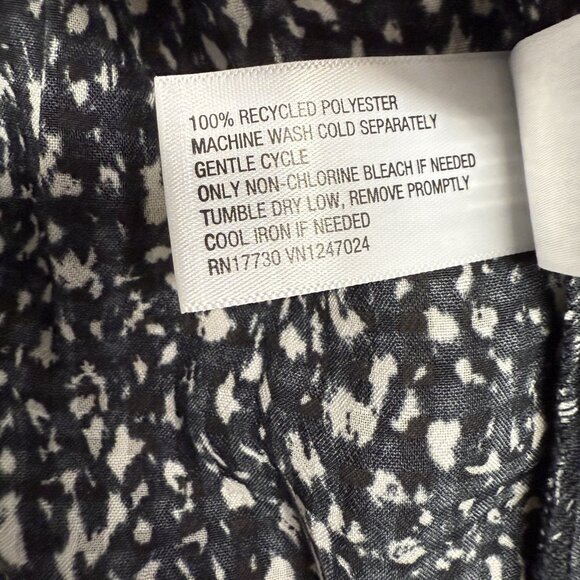 100% RECYCLED POLYESTER
MACHINE WASH COLD SEPARATELY
GENTLE CYCLE
ONLY NON-CHLORINE BLEACH IF NEEDED
TUMBLE DRY LOW, REMOVE PROMPTLY
COOL IRON IF NEEDED
RN17730 VN1247024